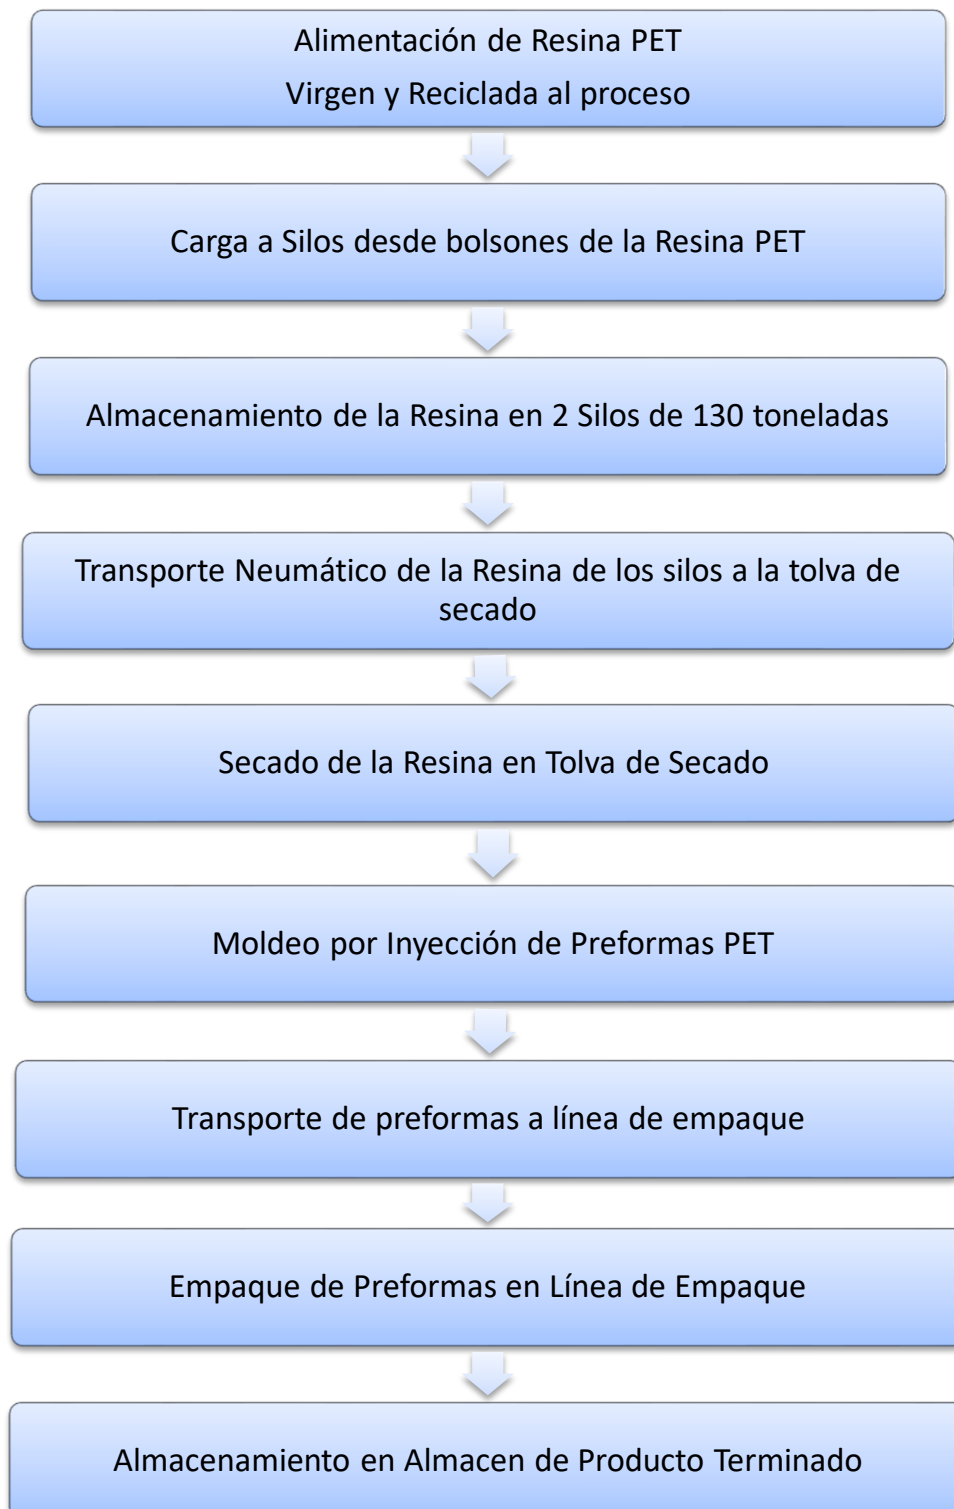 Alimentación de Resina PET
Virgen y Reciclada al proceso
Carga a Silos desde bolsones de la Resina PET
Almacenamiento de la Resina en 2 Silos de 130 toneladas
Transporte Neumático de la Resina de los silos a la tolva de
secado
Secado de la Resina en Tolva de Secado
Moldeo por Inyección de Preformas PET
Transporte de preformas a línea de empaque
Empaque de Preformas en Línea de Empaque
Almacenamiento en Almacen de Producto Terminado